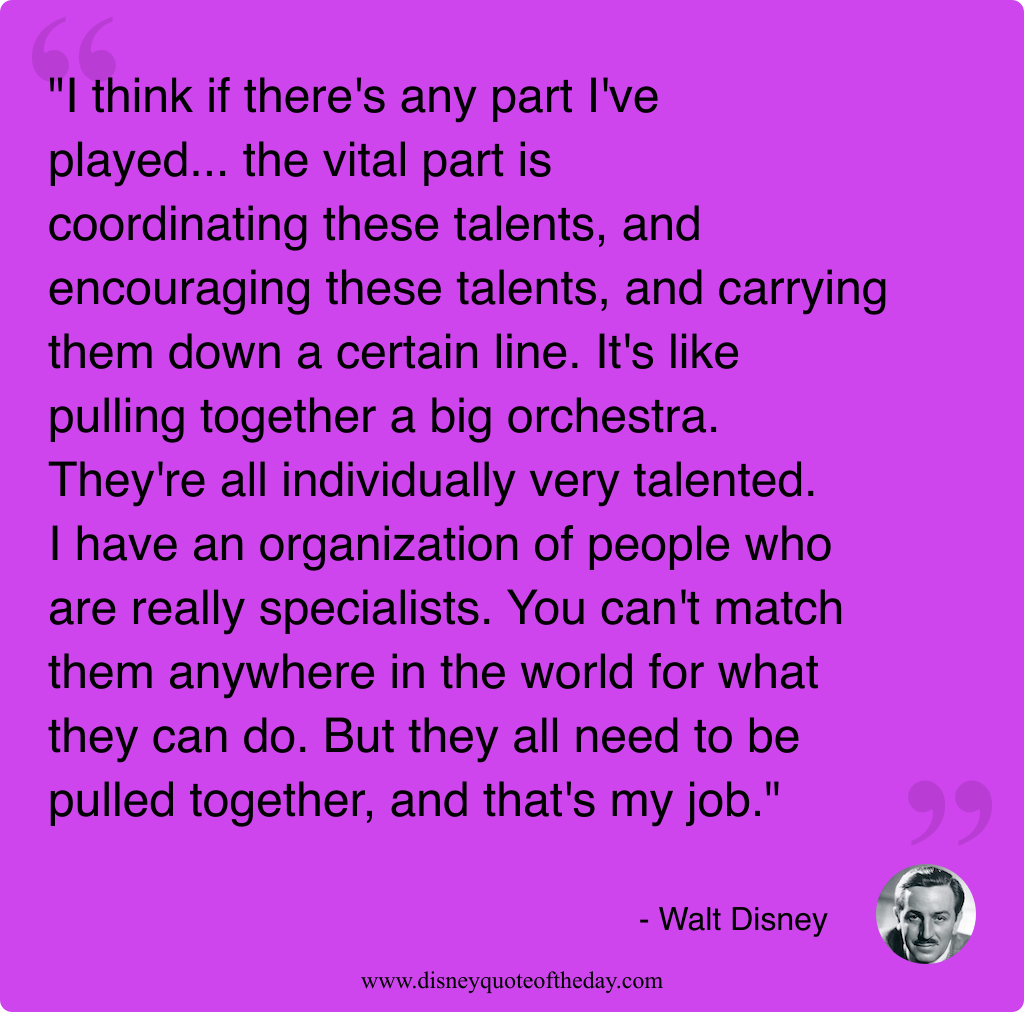 "I think if there's any part I've
played... the vital part is
coordinating these talents, and
encouraging these talents, and carrying
them down a certain line. It's like
pulling together a big orchestra.
They're all individually very talented.
I have an organization of people who
are really specialists. You can't match
them anywhere in the world for what
they can do. But they all need to be
pulled together, and that's my job."
- Walt Disney
www.disneyquoteoftheday.com